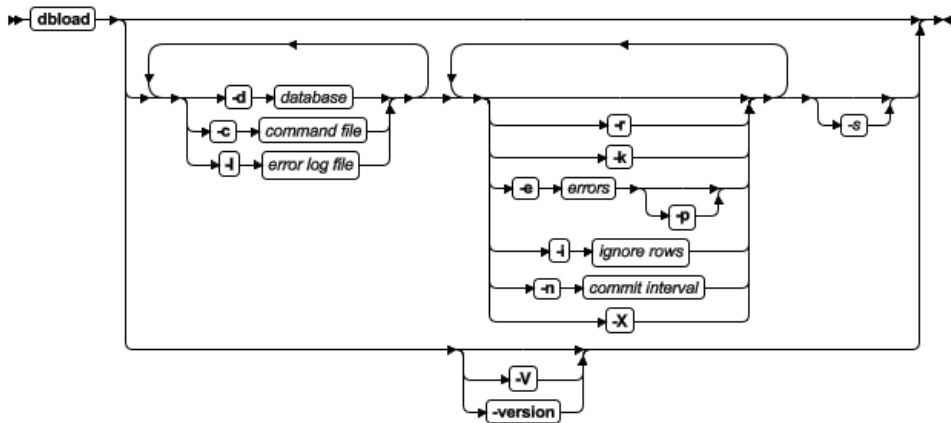 dbload
-d database
-c command file
-l error log file
-r
-k
-e errors
-p
-i ignore rows
-n commit interval
-X
-s
-V
-version